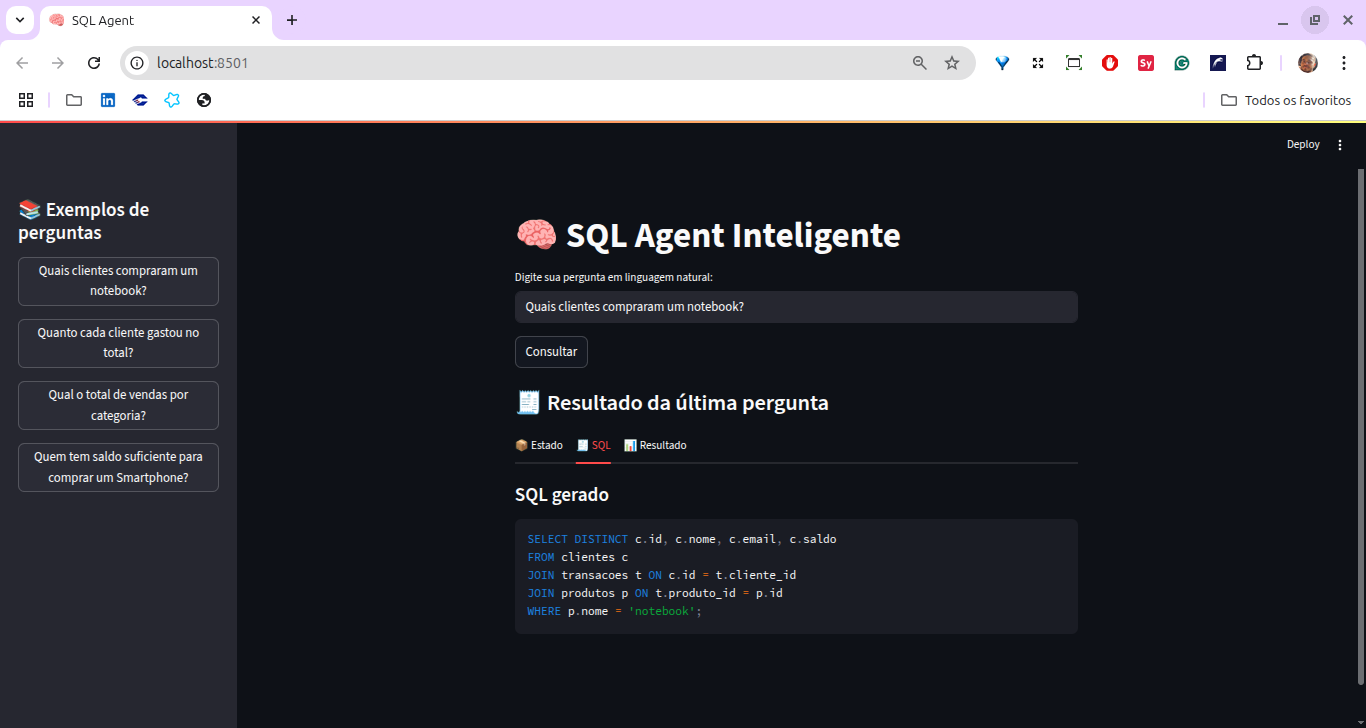 SQL Agent
localhost:8501
Sy
Todos os favoritos
Deploy
📚 Exemplos de
perguntas
Quais clientes compraram um
notebook?
Quanto cada cliente gastou no
total?
Qual o total de vendas por
categoria?
Quem tem saldo suficiente para
comprar um Smartphone?
🧠 SQL Agent Inteligente
Digite sua pergunta em linguagem natural:
Quais clientes compraram um notebook?
Consultar
🧾 Resultado da última pergunta
📦 Estado 🧾 SQL 📊 Resultado
SQL gerado
SELECT DISTINCT c.id, c.nome, c.email, c.saldo
FROM clientes c
JOIN transacoes t ON c.id = t.cliente_id
JOIN produtos p ON t.produto_id = p.id
WHERE p.nome = 'notebook';